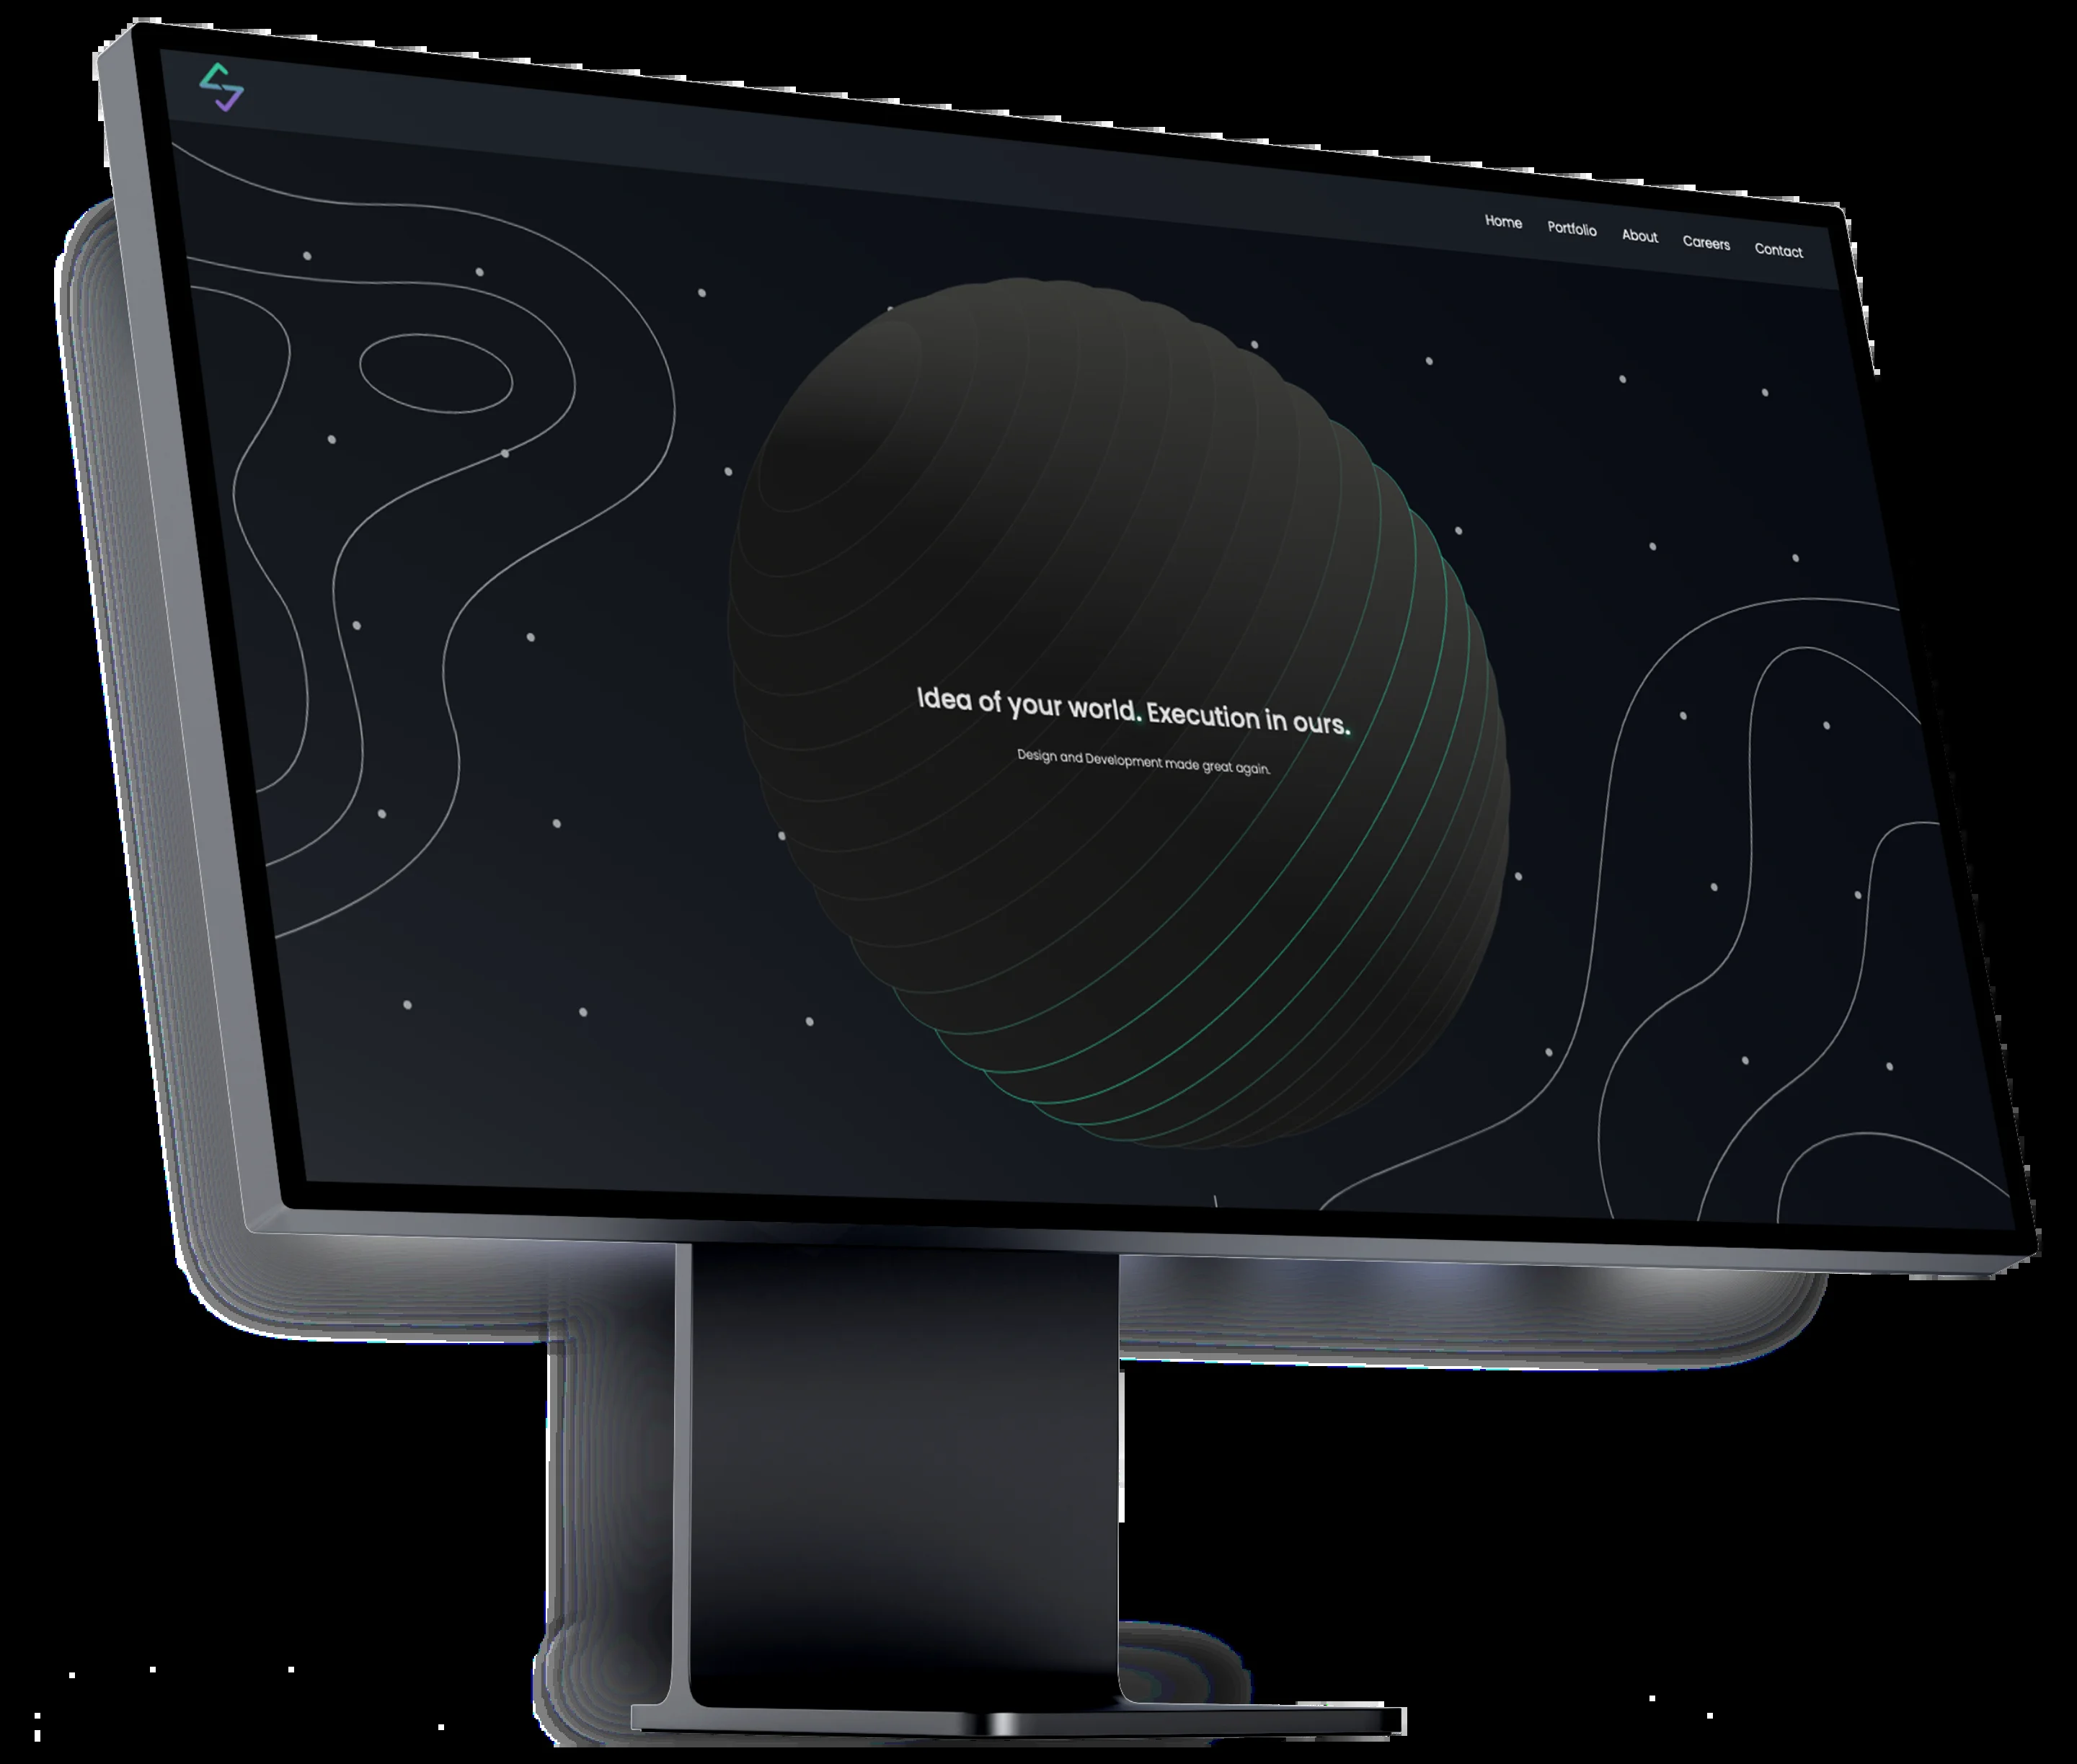 Home Portfolio About Careers Contact
Idea of your world. Execution in ours.
Design and Development made great again.